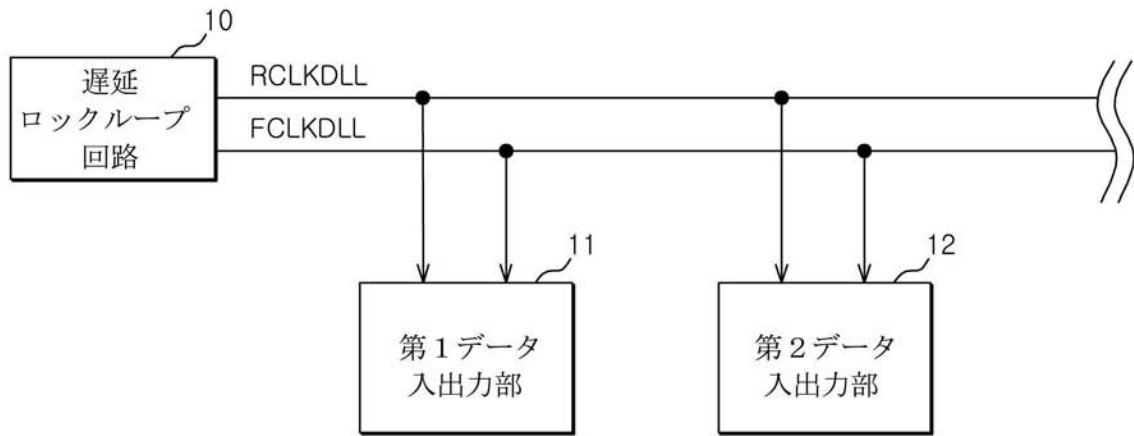 10
遅延
ロックループ
回路
RCLKDLL
FCLKDLL
11
第１データ
入出力部
12
第２データ
入出力部